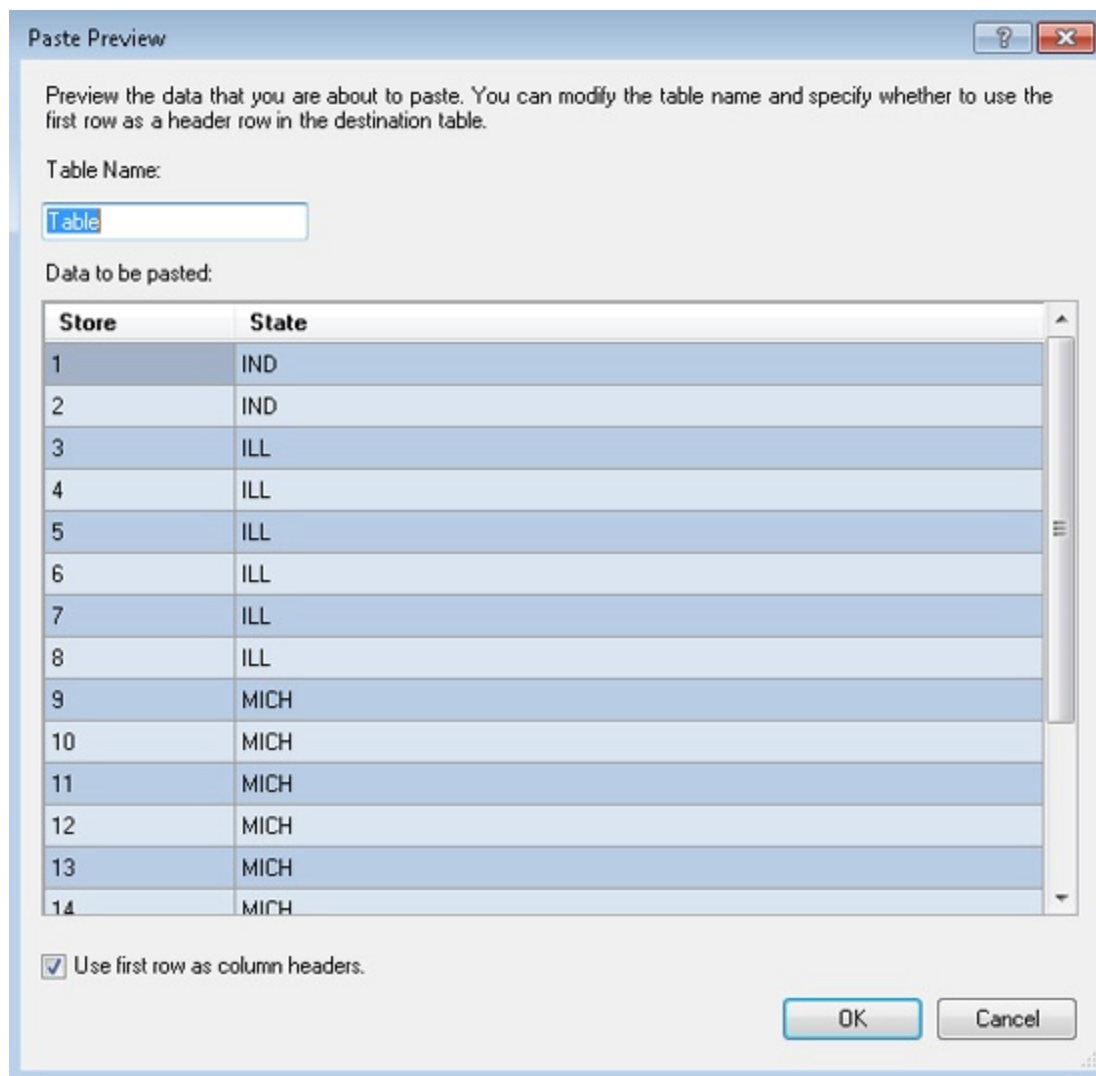 Paste Preview
Preview the data that you are about to paste. You can modify the table name and specify whether to use the
first row as a header row in the destination table.
Table Name:
Table
Data to be pasted:
Store State
1 IND
2 IND
3 ILL
4 ILL
5 ILL
6 ILL
7 ILL
8 ILL
9 MICH
10 MICH
11 MICH
12 MICH
13 MICH
14 MICH
Use first row as column headers.
OK Cancel